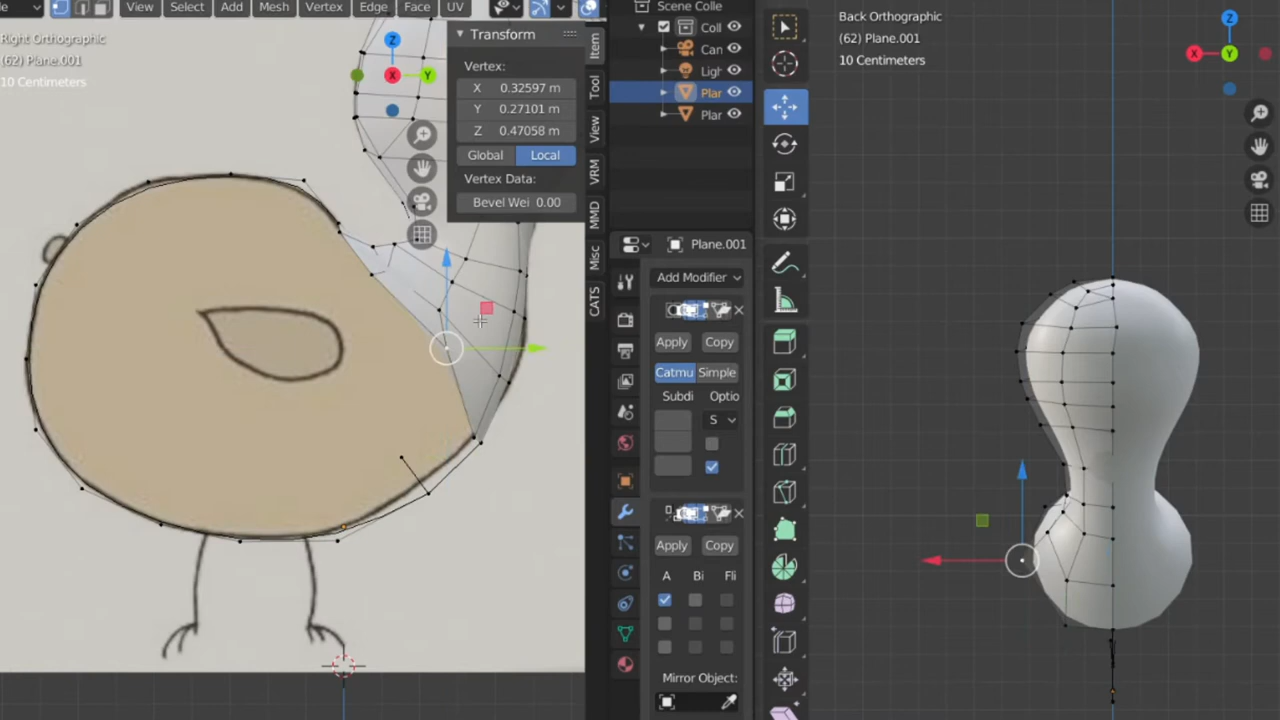 le View Select Add Mesh Vertex Edge Face UV
Right Orthographic
(62) Plane.001
10 Centimeters
Z
X
Y
Transform
Vertex:
X 0.32597 m
Y 0.27101 m
Z 0.47058 m
Global Local
Vertex Data:
Bevel Wei 0.00
Item
Tool
View
VRM
MMD
Misc
CATS
Scene Colle
Coll
Can
Ligh
Plar
Plar
Plane.001
Add Modifier
Apply Copy
Catmu Simple
Subdi Optio
S
Apply Copy
A Bi Fli
Mirror Object:
Back Orthographic
(62) Plane.001
10 Centimeters
Z
X
Y